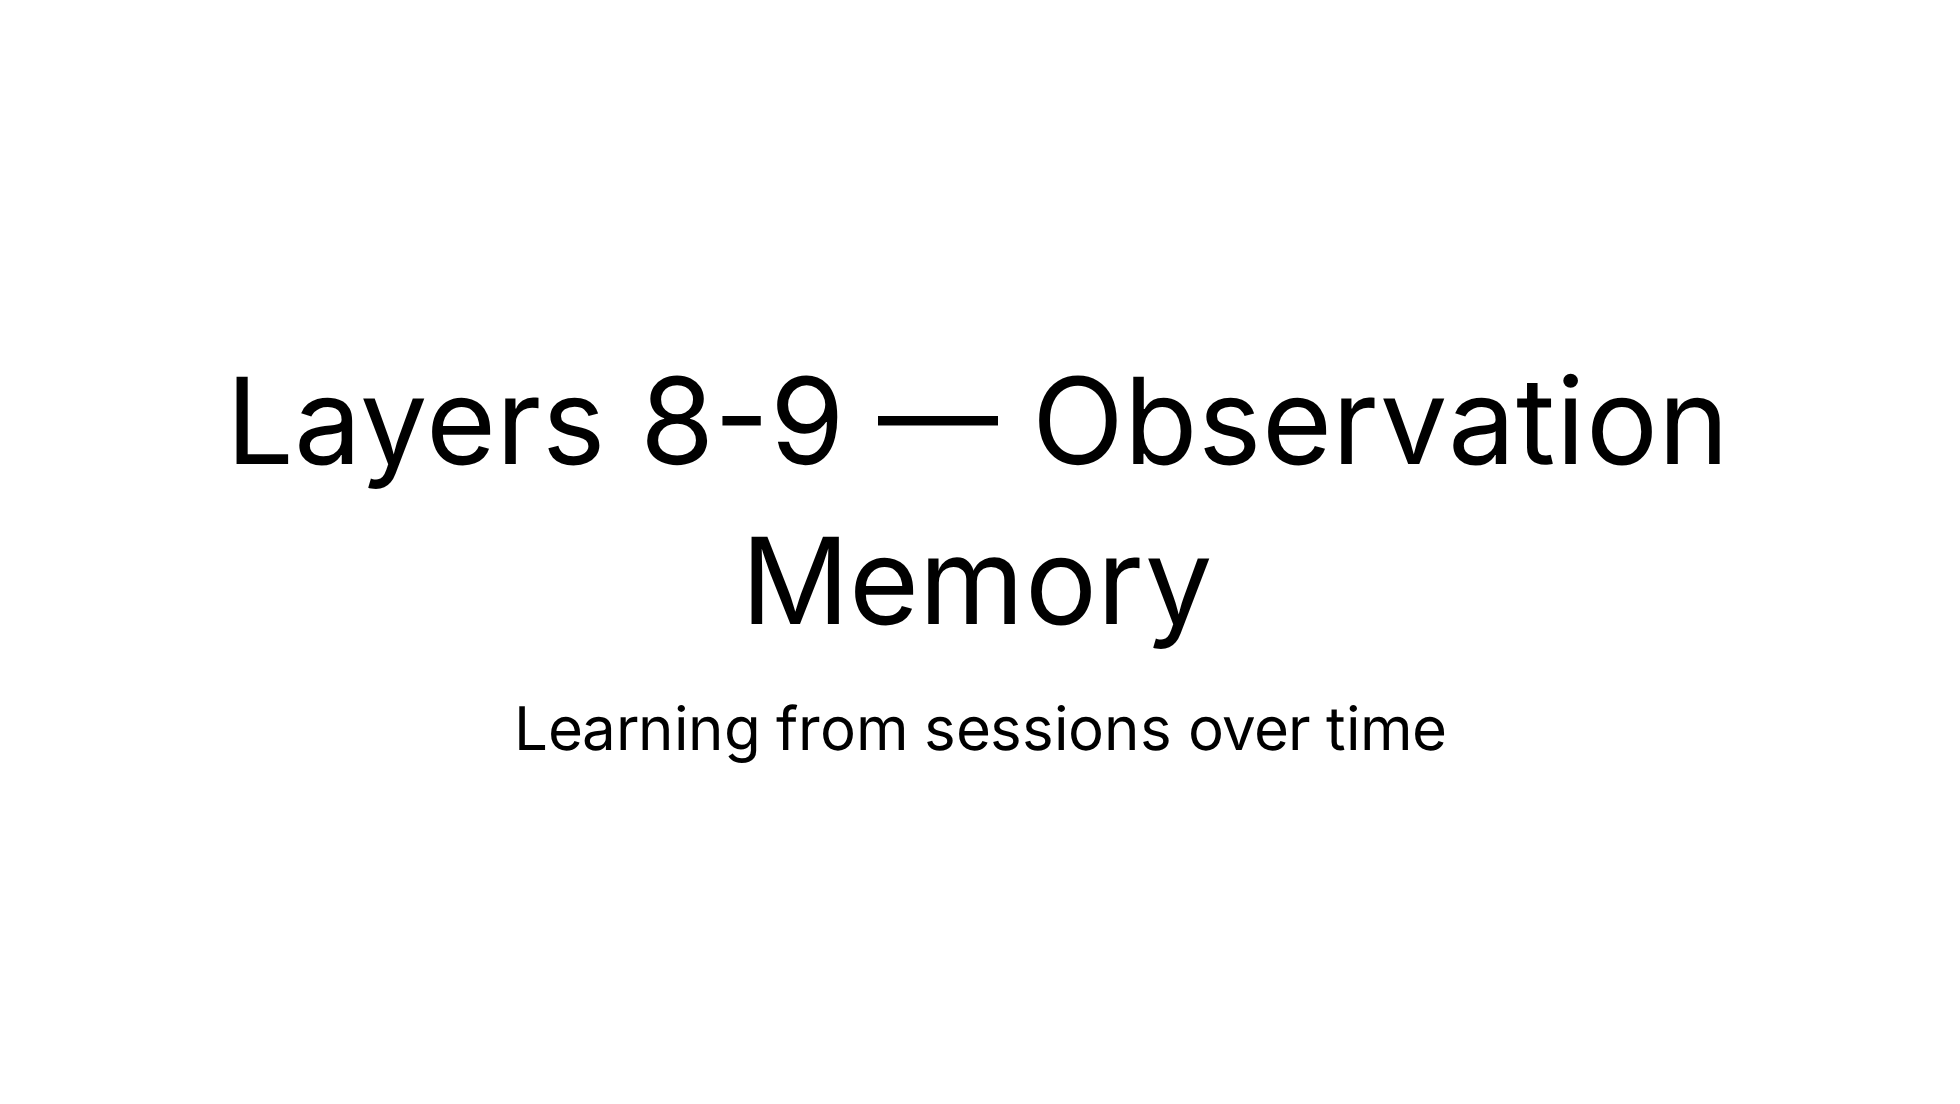 Layers 8-9 — Observation
Memory
Learning from sessions over time